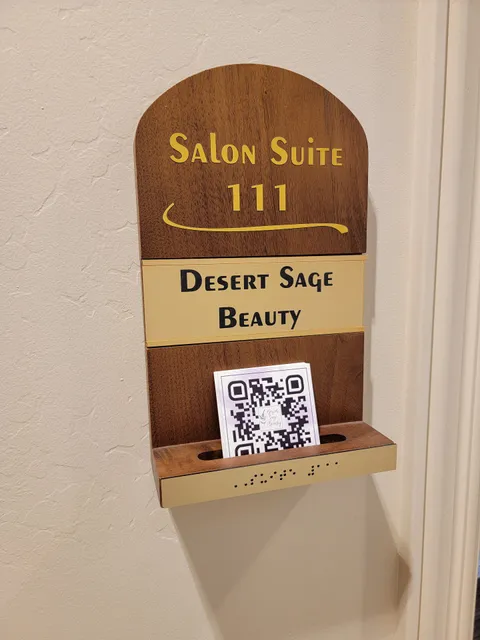 Salon Suite
111
Desert Sage
Beauty